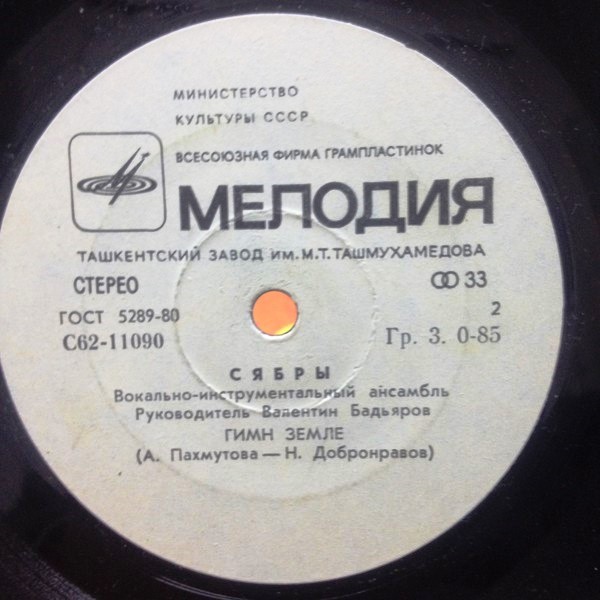 МИНИСТЕРСТВО
КУЛЬТУРЫ СССР
ВСЕСОЮЗНАЯ ФИРМА ГРАМПЛАСТИНОК
МЕЛОДИЯ
ТАШКЕНТСКИЙ ЗАВОД ИМ.М.Т.ТАШМУХАМЕДОВА
СТЕРЕО 33
ГОСТ 5289-80 2
С62-11090 Гр. 3. 0-85
СЯБРЫ
Вокально-инструментальный ансамбль
Руководитель Валентин Бадьяров
ГИМН ЗЕМЛЕ
(А. Пахмутова — Н. Добронравов)